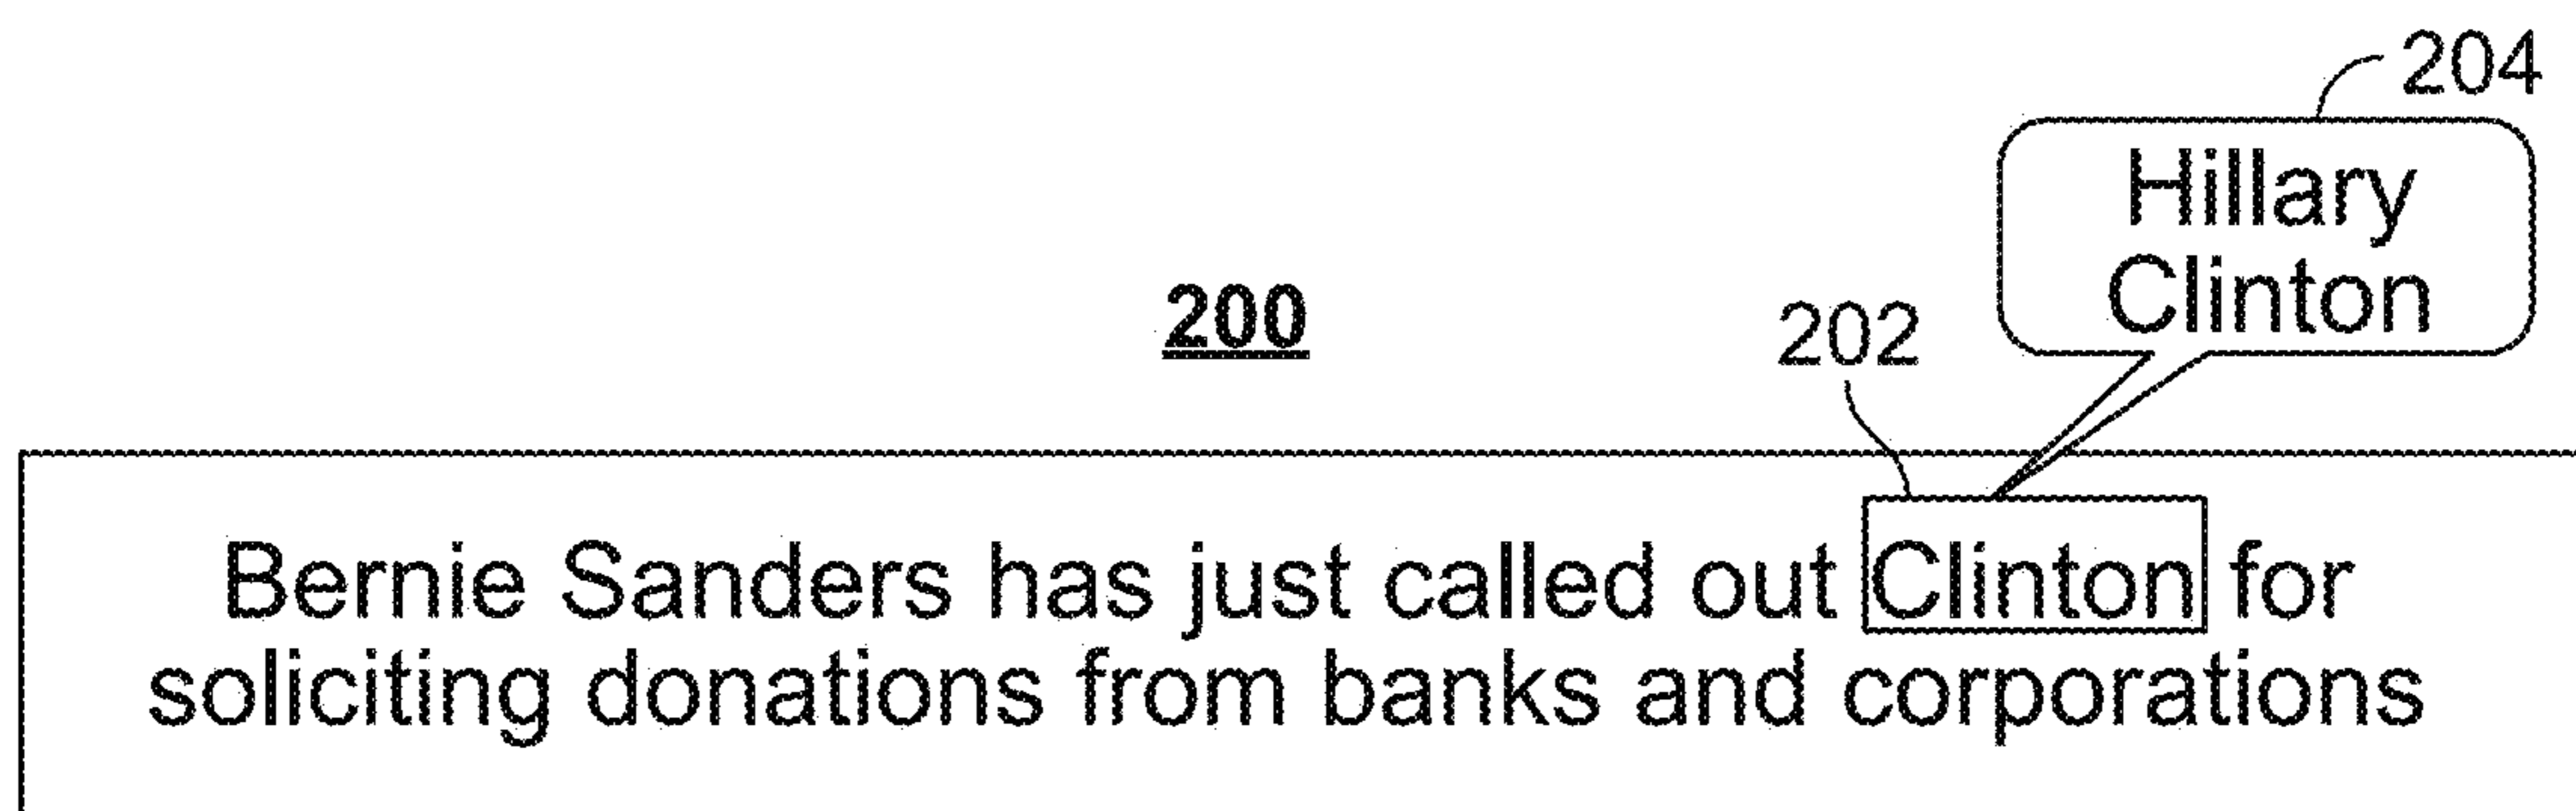 204
Hillary
Clinton
200
202
Bernie Sanders has just called out Clinton for
soliciting donations from banks and corporations